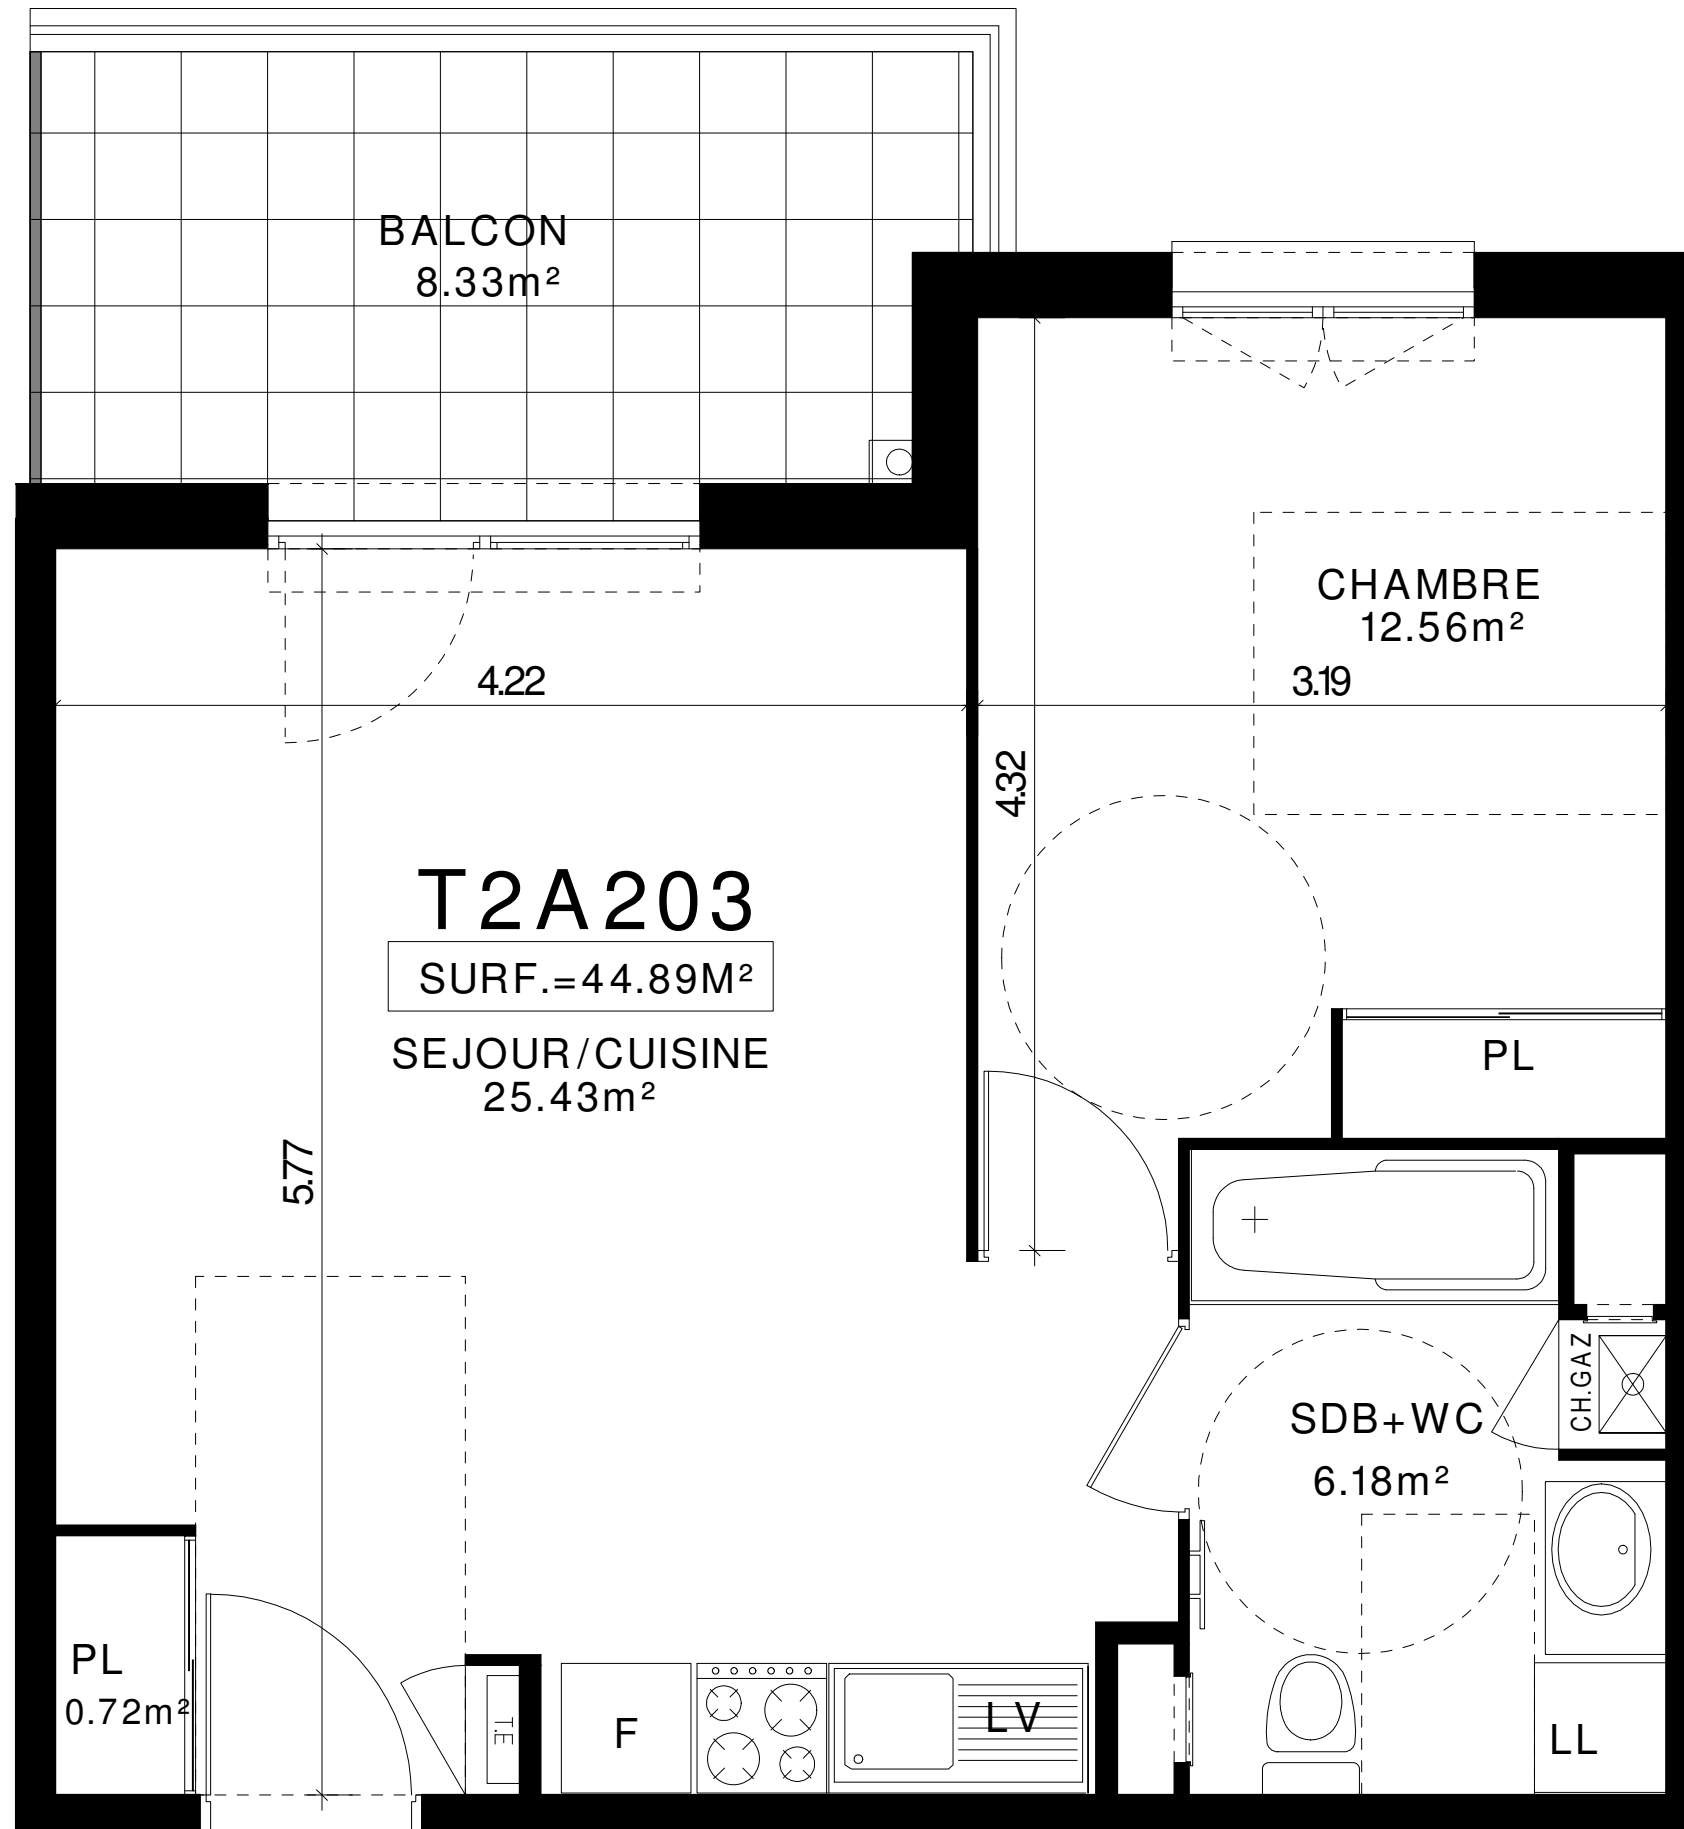 BALCON
8.33m²
CHAMBRE
12.56m²
4.22
3.19
4.32
T2A203
SURF.=44.89M²
SEJOUR/CUISINE
25.43m²
5.77
PL
CH.GAZ
SDB+WC
6.18m²
PL
0.72m²
T.E
F
LV
LL